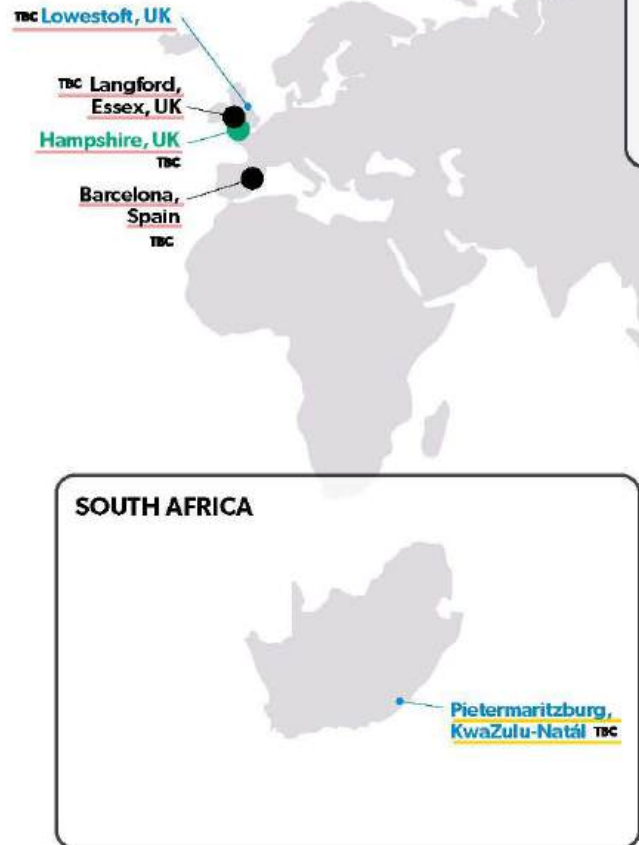 TBC Lowestoft, UK
TBC Langford,
Essex, UK
Hampshire, UK
TBC
Barcelona,
Spain
TBC
SOUTH AFRICA
Pietermaritzburg,
KwaZulu-Natál TBC